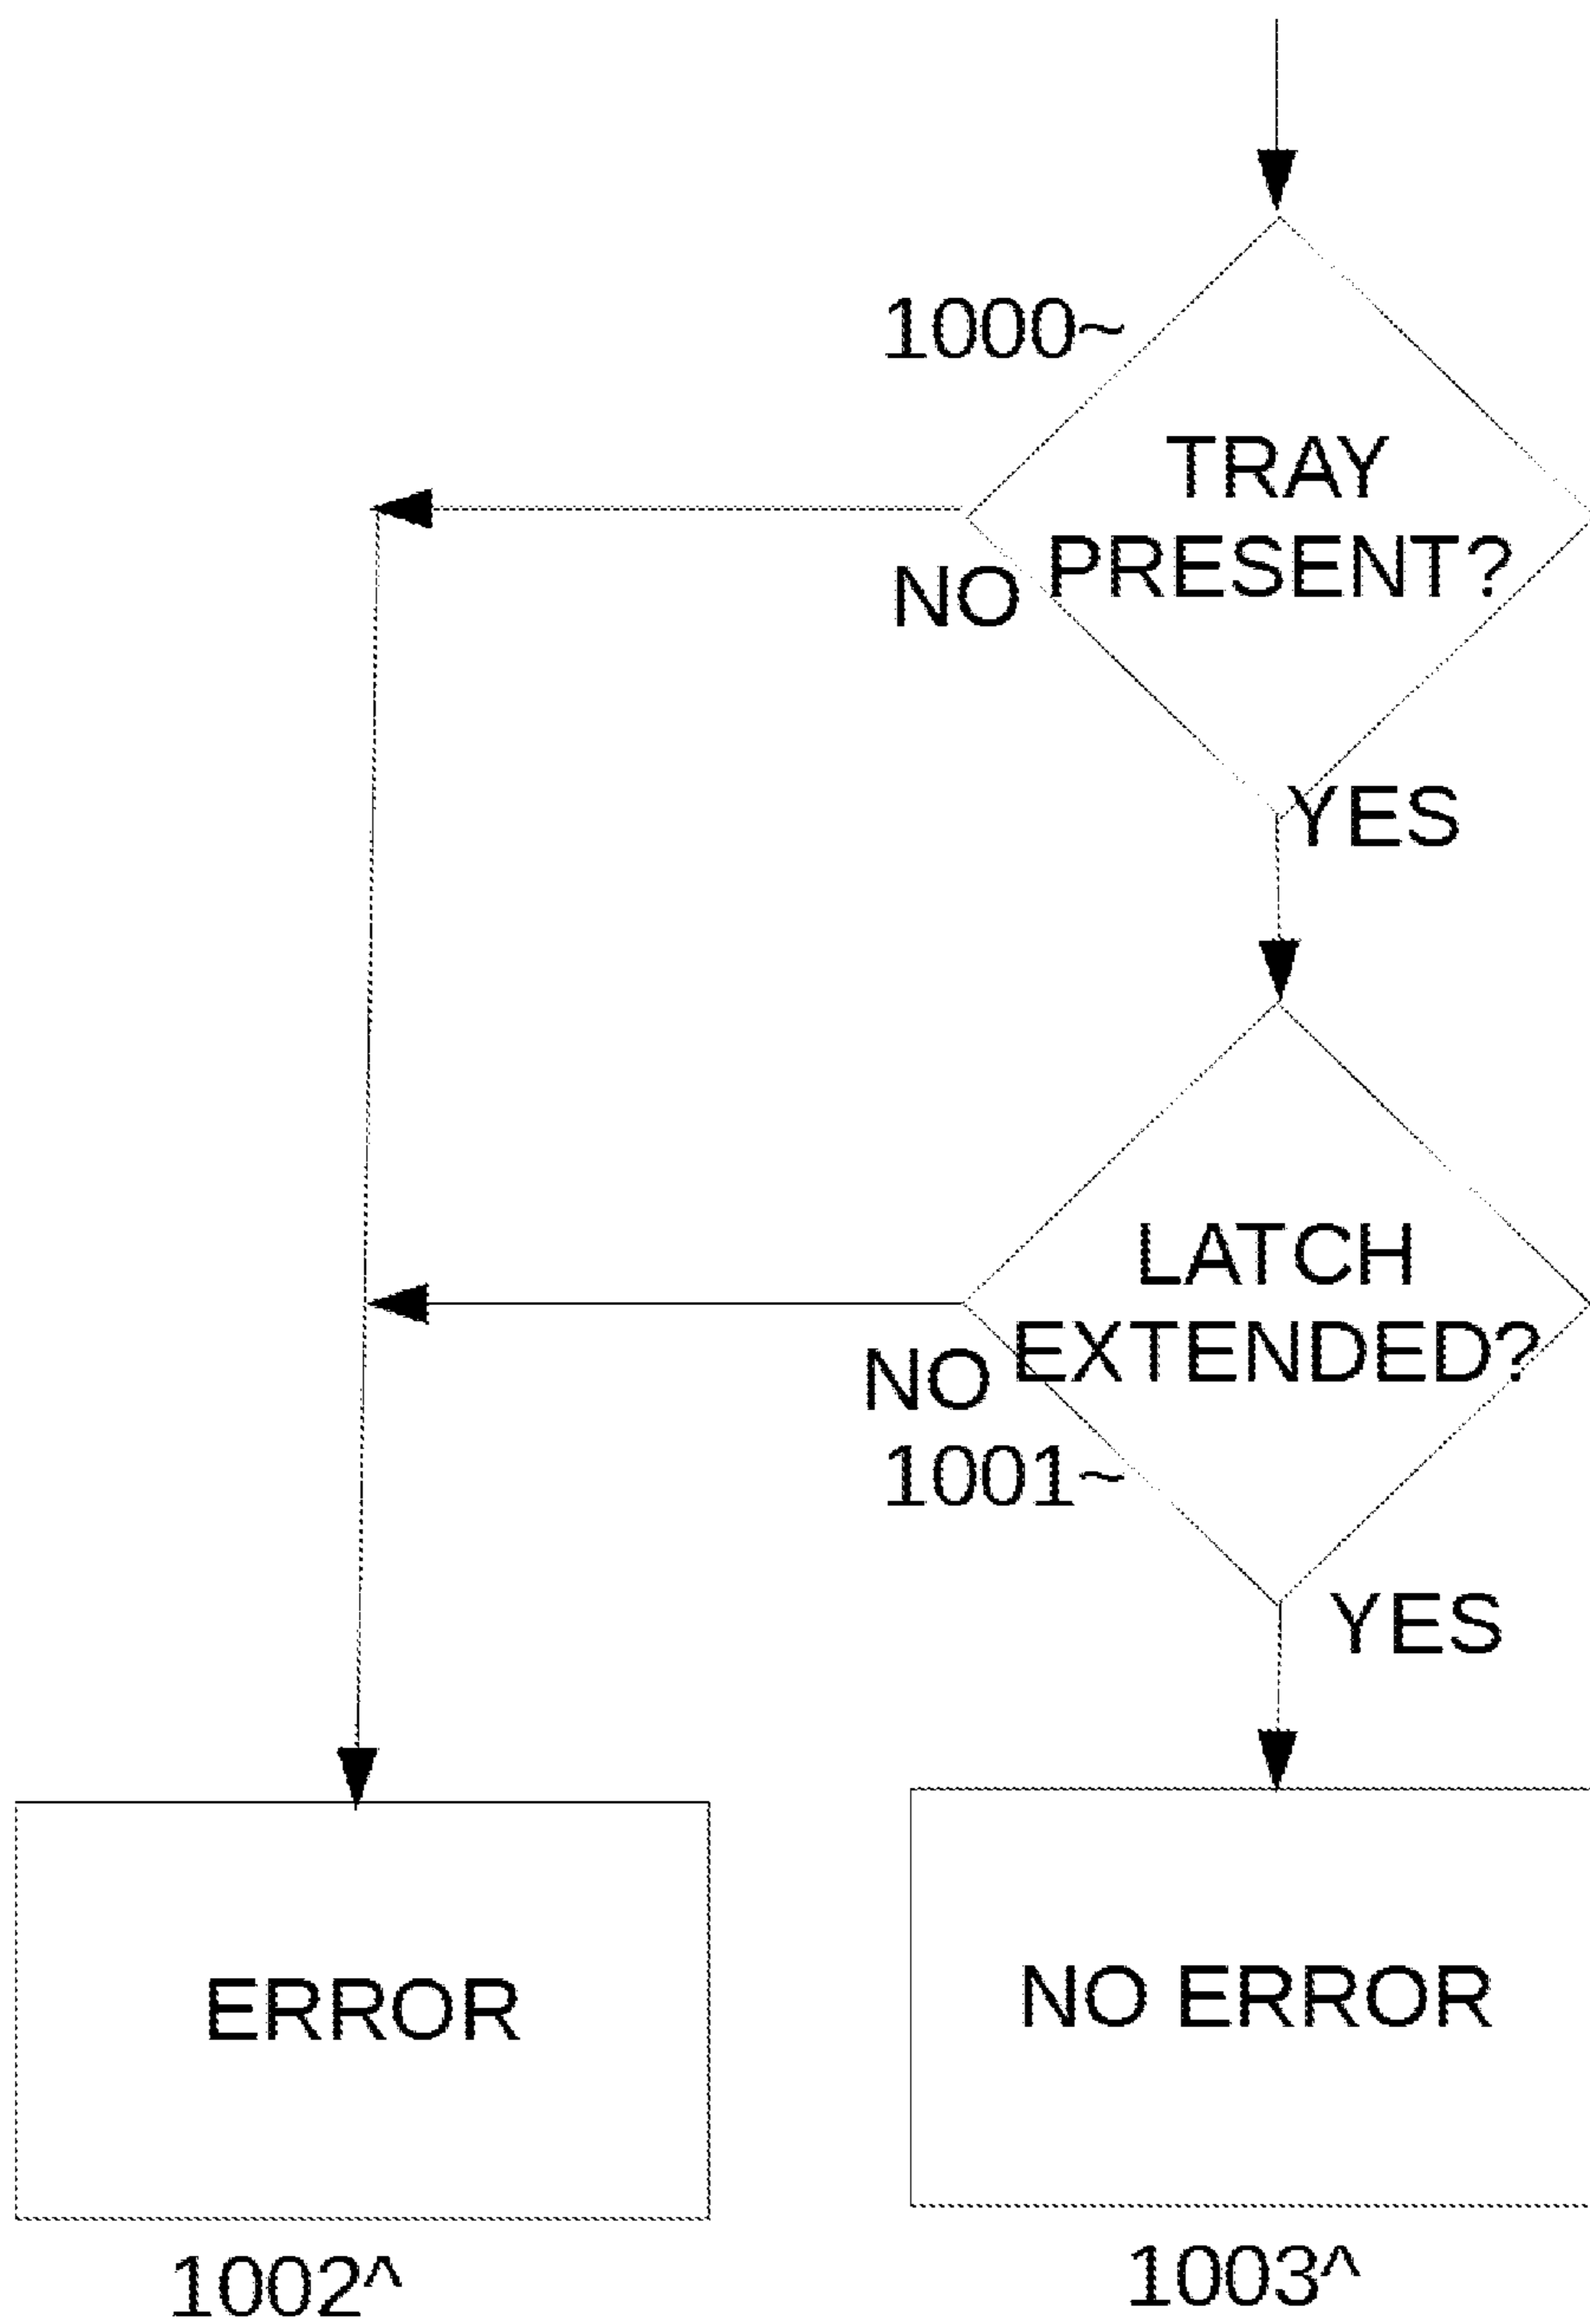 1000~
TRAY
PRESENT?
NO
YES
LATCH
EXTENDED?
NO
1001~
YES
ERROR
NO ERROR
1002^
1003^